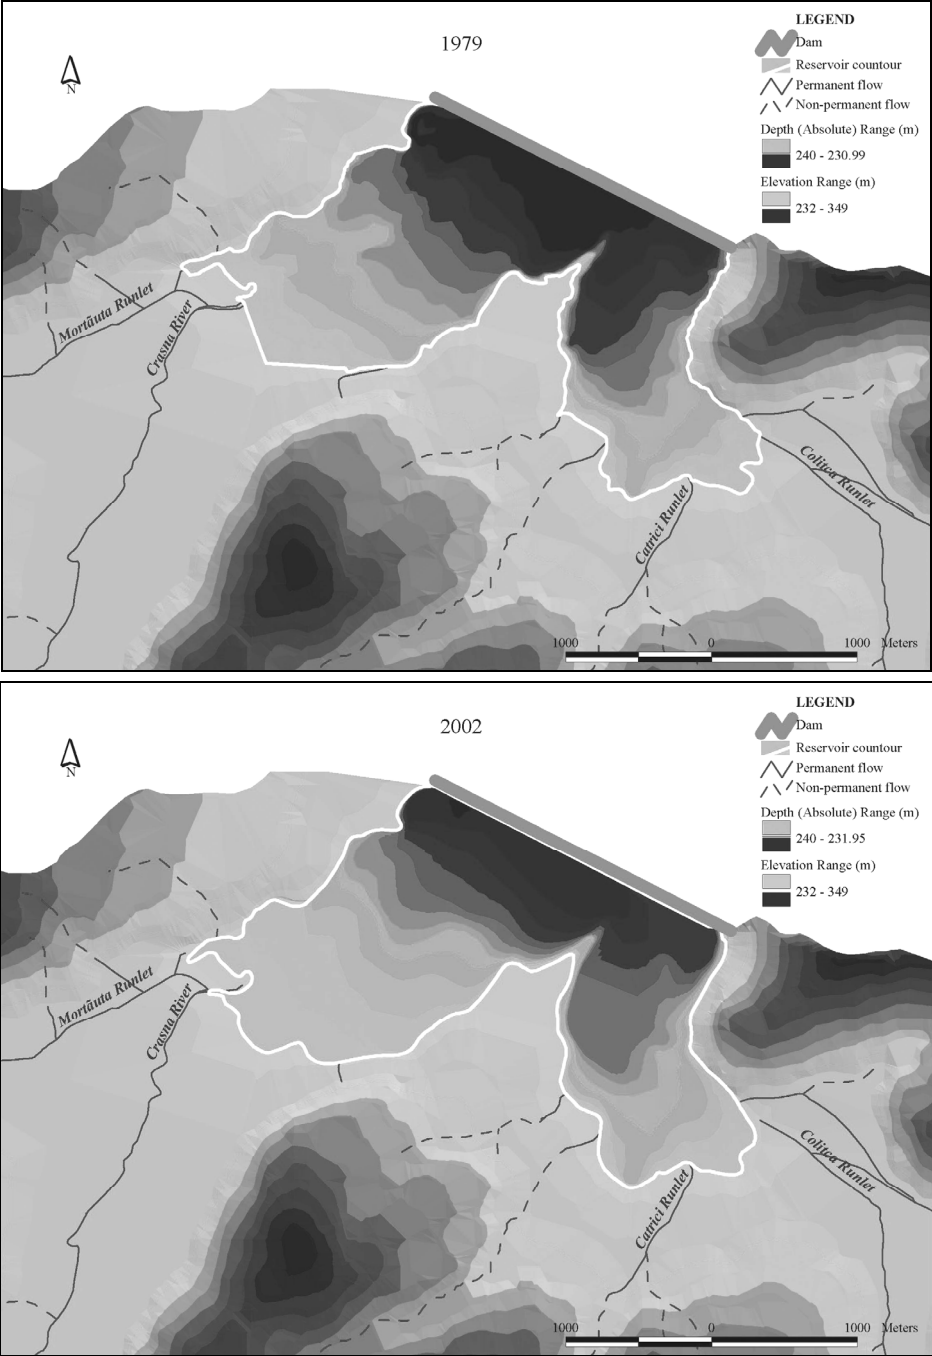 1979
LEGEND
Dam
Reservoir countour
Permanent flow
Non-permanent flow
Depth (Absolute) Range (m)
240 - 230.99
Elevation Range (m)
232 - 349
N
Mortăuta Runlet
Crasna River
Colițca Runlet
Catrici Runlet
1000 0 1000 Meters
2002
LEGEND
Dam
Reservoir countour
Permanent flow
Non-permanent flow
Depth (Absolute) Range (m)
240 - 231.95
Elevation Range (m)
232 - 349
N
Mortăuta Runlet
Crasna River
Colițca Runlet
Catrici Runlet
1000 0 1000 Meters